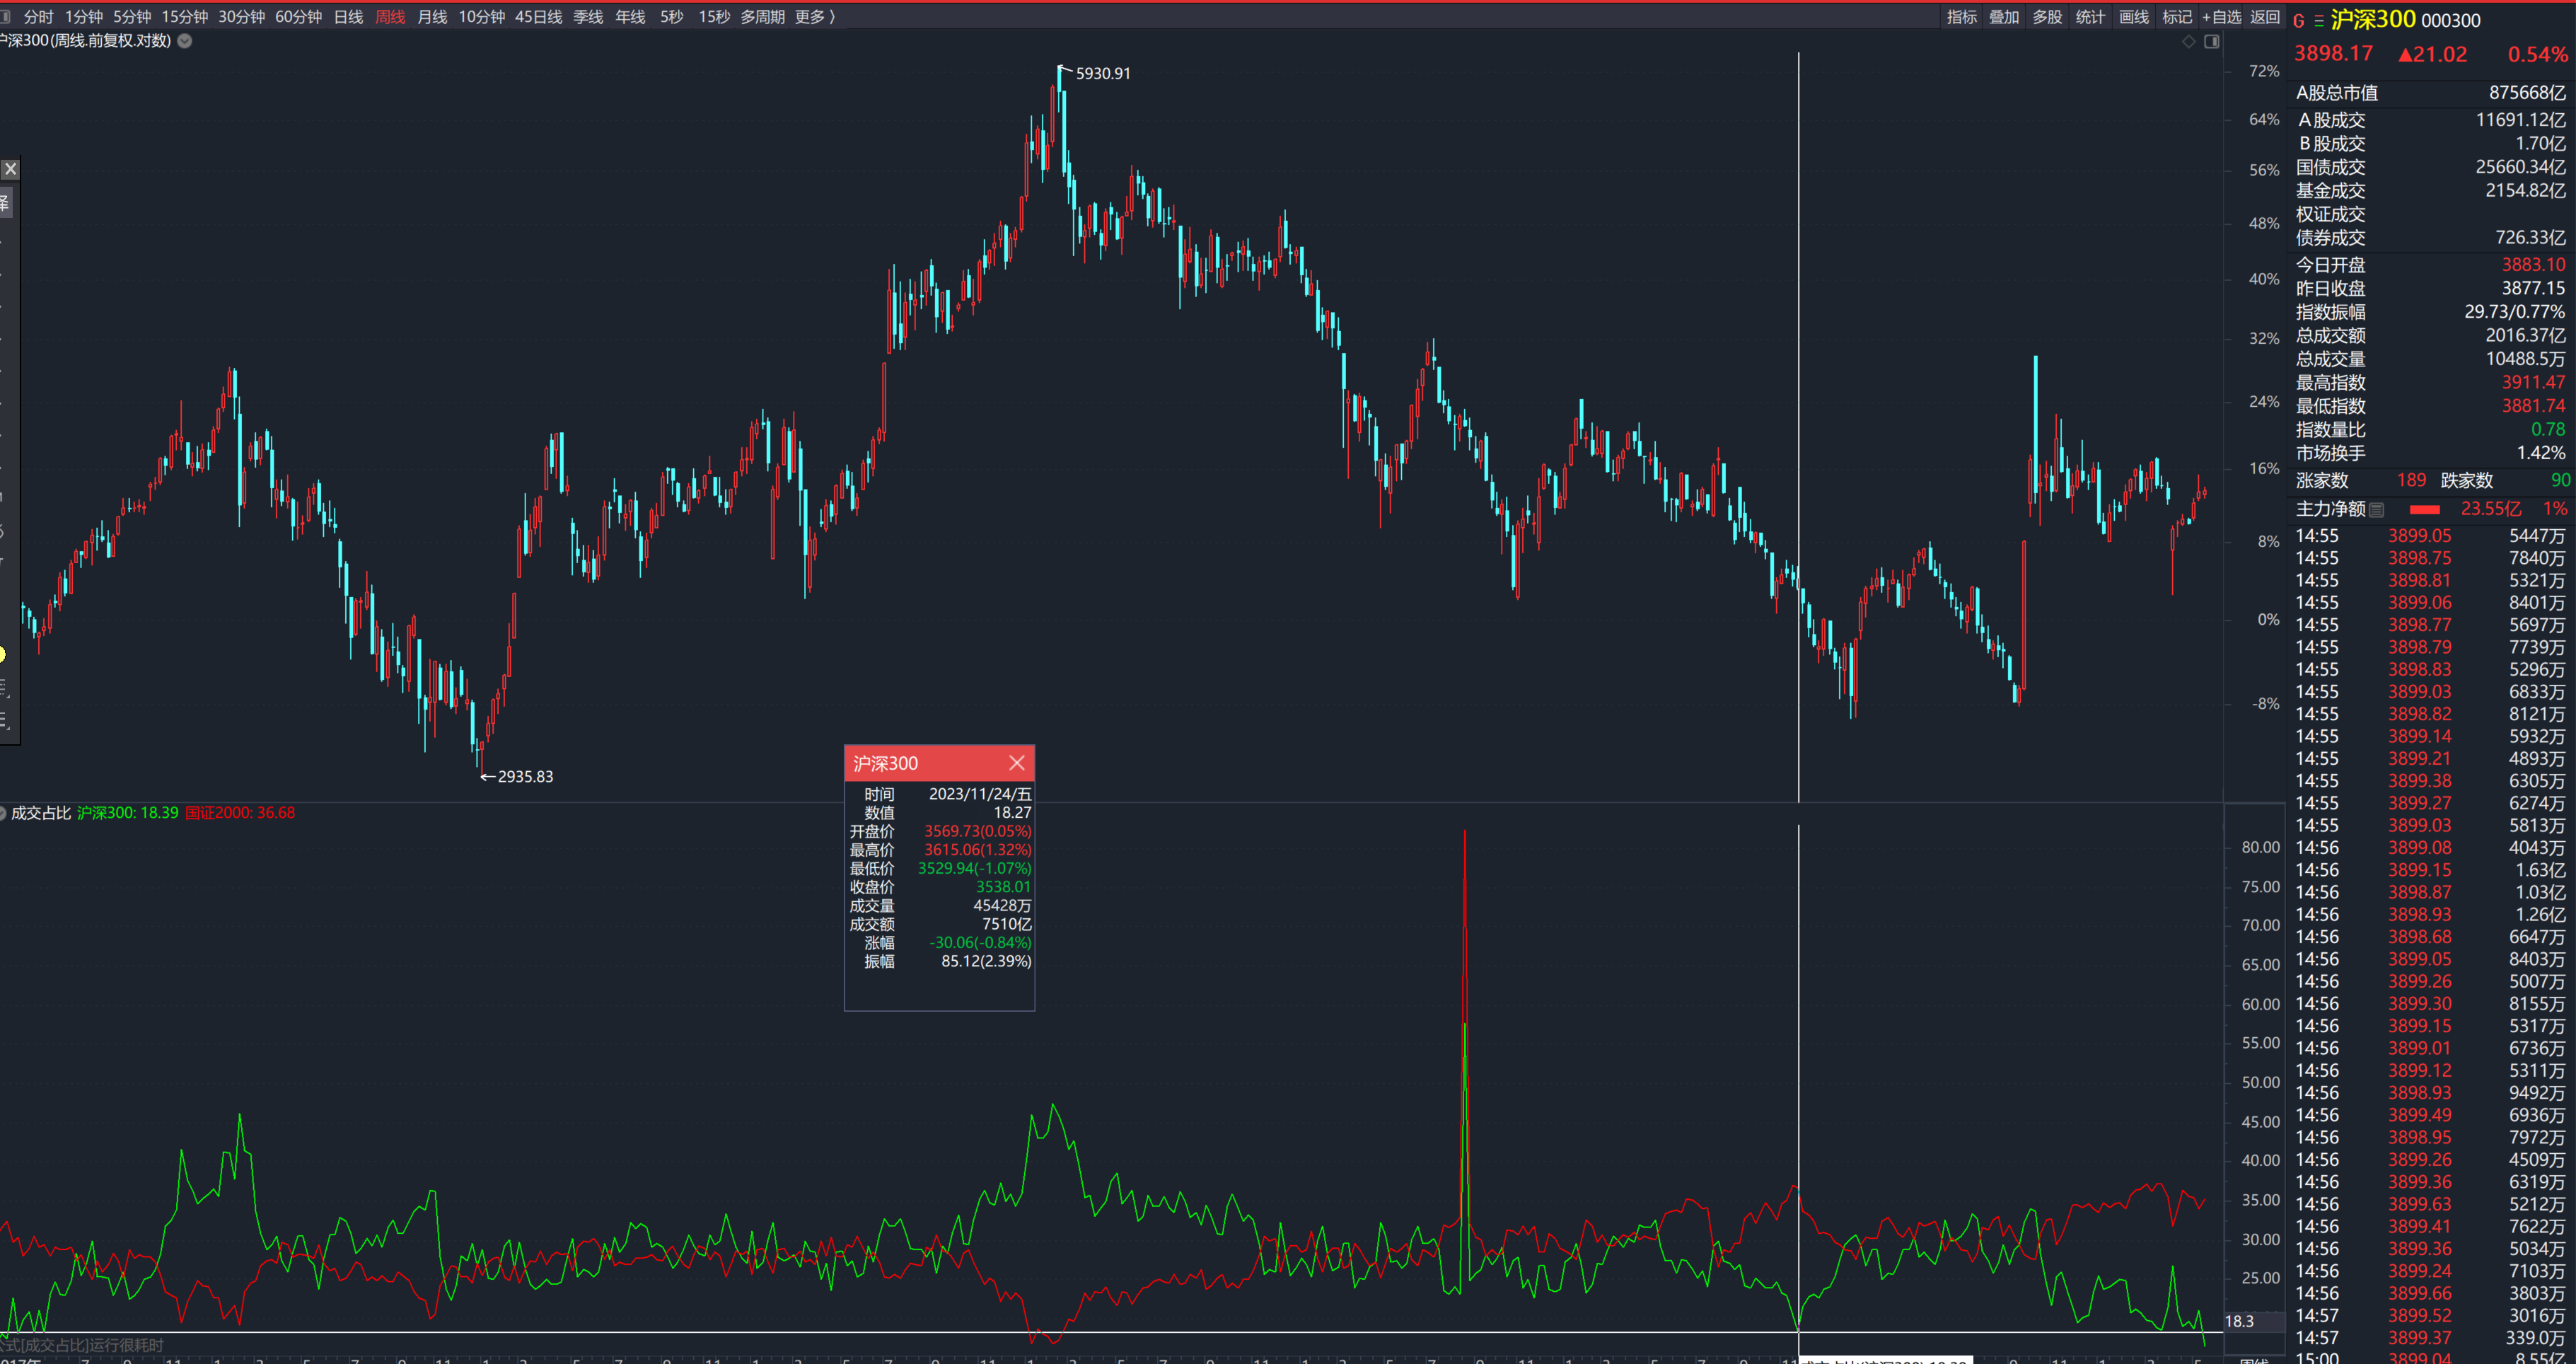 分时 1分钟 5分钟 15分钟 30分钟 60分钟 日线 周线 月线 10分钟 45日线 季线 年线 5秒 15秒 多周期 更多 〉 指标 叠加 多股 统计 画线 标记 +自选 返回
沪深300(周线.前复权.对数)
5930.91
2935.83
72%
64%
56%
48%
40%
32%
24%
16%
8%
0%
-8%
成交占比 沪深300: 18.39 国证2000: 36.68
沪深300
时间 2023/11/24/五
数值 18.27
开盘价 3569.73(0.05%)
最高价 3615.06(1.32%)
最低价 3529.94(-1.07%)
收盘价 3538.01
成交量 45428万
成交额 7510亿
涨幅 -30.06(-0.84%)
振幅 85.12(2.39%)
80.00
75.00
70.00
65.00
60.00
55.00
50.00
45.00
40.00
35.00
30.00
25.00
18.3
公式[成交占比]运行很耗时
G 沪深300 000300
3898.17 ▲21.02 0.54%
A股总市值 875668亿
A股成交 11691.12亿
B股成交 1.70亿
国债成交 25660.34亿
基金成交 2154.82亿
权证成交
债券成交 726.33亿
今日开盘 3883.10
昨日收盘 3877.15
指数振幅 29.73/0.77%
总成交额 2016.37亿
总成交量 10488.5万
最高指数 3911.47
最低指数 3881.74
指数量比 0.78
市场换手 1.42%
涨家数 189 跌家数 90
主力净额 23.55亿 1%
14:55 3899.05 5447万
14:55 3898.75 7840万
14:55 3898.81 5321万
14:55 3899.06 8401万
14:55 3898.77 5697万
14:55 3898.79 7739万
14:55 3898.83 5296万
14:55 3899.03 6833万
14:55 3898.82 8121万
14:55 3899.14 5932万
14:55 3899.21 4893万
14:55 3899.38 6305万
14:55 3899.27 6274万
14:55 3899.03 5813万
14:56 3899.08 4043万
14:56 3899.15 1.63亿
14:56 3898.87 1.03亿
14:56 3898.93 1.26亿
14:56 3898.68 6647万
14:56 3899.05 8403万
14:56 3899.26 5007万
14:56 3899.30 8155万
14:56 3899.15 5317万
14:56 3899.01 6736万
14:56 3899.12 5311万
14:56 3898.93 9492万
14:56 3899.49 6936万
14:56 3898.95 7972万
14:56 3899.26 4509万
14:56 3899.36 6319万
14:56 3899.63 5212万
14:56 3899.41 7622万
14:56 3899.36 5034万
14:56 3899.24 7103万
14:56 3899.66 3803万
14:57 3899.52 3016万
14:57 3899.37 339.0万
15:00 3899.04 8.55亿